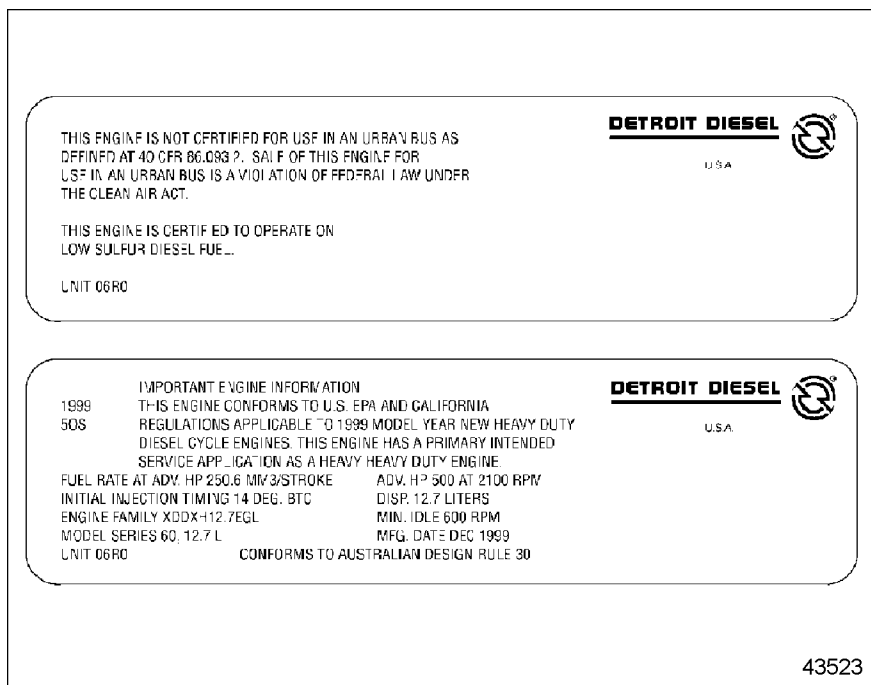 THIS ENGINE IS NOT CERTIFIED FOR USE IN AN URBAN BUS AS
DEFINED AT 40 CFR 86.093 2. SALE OF THIS ENGINE FOR
USE IN AN URBAN BUS IS A VIOLATION OF FEDERAL LAW UNDER
THE CLEAN AIR ACT.
THIS ENGINE IS CERTIFIED TO OPERATE ON
LOW SULFUR DIESEL FUEL.
UNIT 06R0
DETROIT DIESEL
U.S.A.
IMPORTANT ENGINE INFORMATION
1999 THIS ENGINE CONFORMS TO U.S. EPA AND CALIFORNIA
50S REGULATIONS APPLICABLE TO 1999 MODEL YEAR NEW HEAVY DUTY
DIESEL CYCLE ENGINES. THIS ENGINE HAS A PRIMARY INTENDED
SERVICE APPLICATION AS A HEAVY HEAVY DUTY ENGINE.
FUEL RATE AT ADV. HP 250.6 MM3/STROKE ADV. HP 500 AT 2100 RPM
INITIAL INJECTION TIMING 14 DEG. BTC DISP. 12.7 LITERS
ENGINE FAMILY XDDXH12.7EGL MIN. IDLE 600 RPM
MODEL SERIES 60, 12.7 L MFG. DATE DEC 1999
UNIT 06R0 CONFORMS TO AUSTRALIAN DESIGN RULE 30
DETROIT DIESEL
U.S.A.
43523